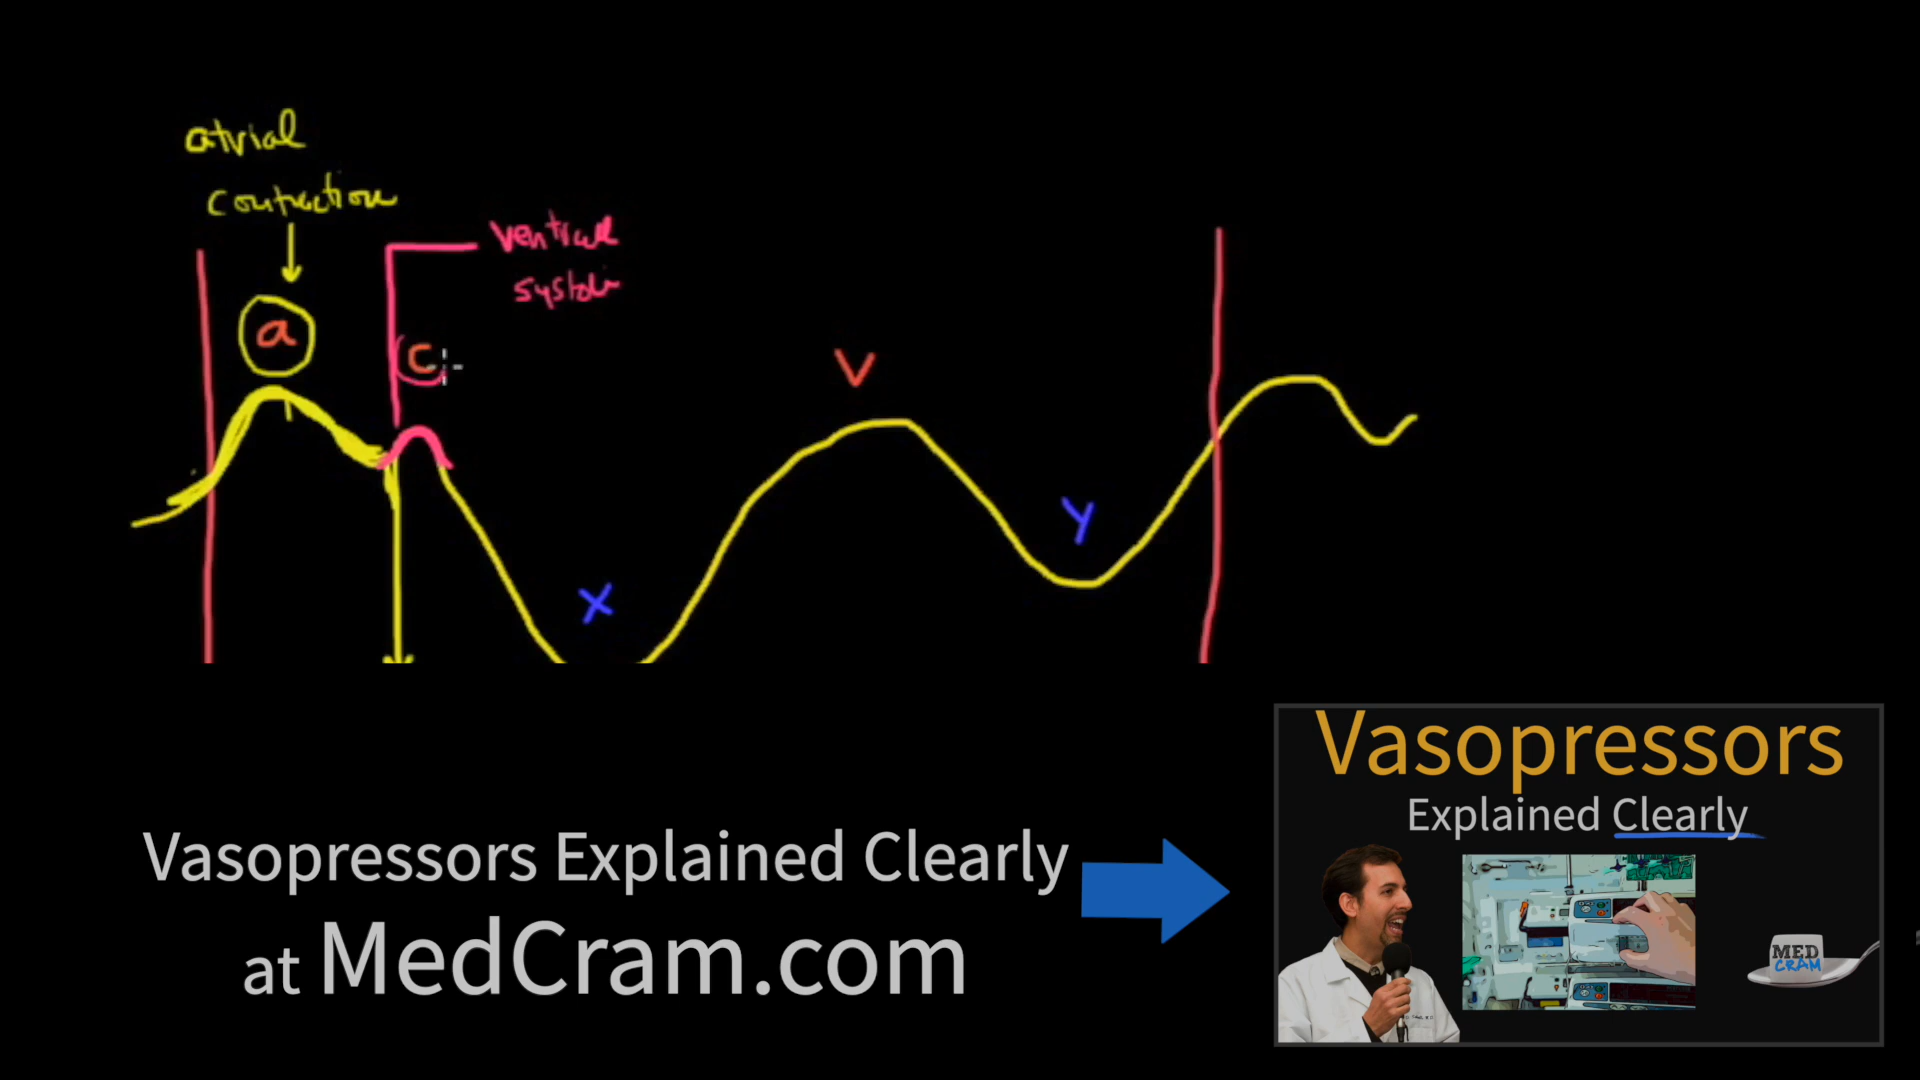 atrial
contraction
ventricle
systole
a
c
v
y
x
Vasopressors
Explained Clearly
Vasopressors Explained Clearly
at MedCram.com
MED
CRAM